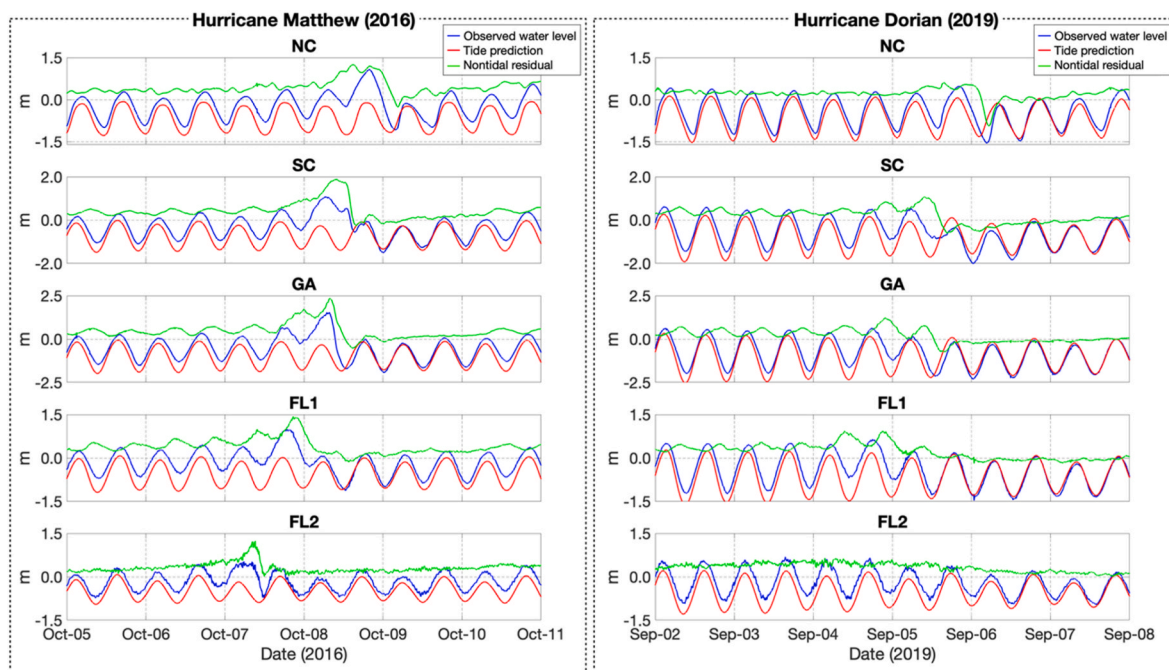 Hurricane Matthew (2016)
NC
Observed water level
Tide prediction
Nontidal residual
1.5
0.0
-1.5
m
SC
2.0
0.0
-2.0
m
GA
2.5
0.0
-2.5
m
FL1
1.5
0.0
-1.5
m
FL2
1.5
0.0
-1.5
m
Oct-05 Oct-06 Oct-07 Oct-08 Oct-09 Oct-10 Oct-11
Date (2016)
Hurricane Dorian (2019)
NC
Observed water level
Tide prediction
Nontidal residual
1.5
0.0
-1.5
m
SC
2.0
0.0
-2.0
m
GA
2.5
0.0
-2.5
m
FL1
1.5
0.0
-1.5
m
FL2
1.5
0.0
-1.5
m
Sep-02 Sep-03 Sep-04 Sep-05 Sep-06 Sep-07 Sep-08
Date (2019)